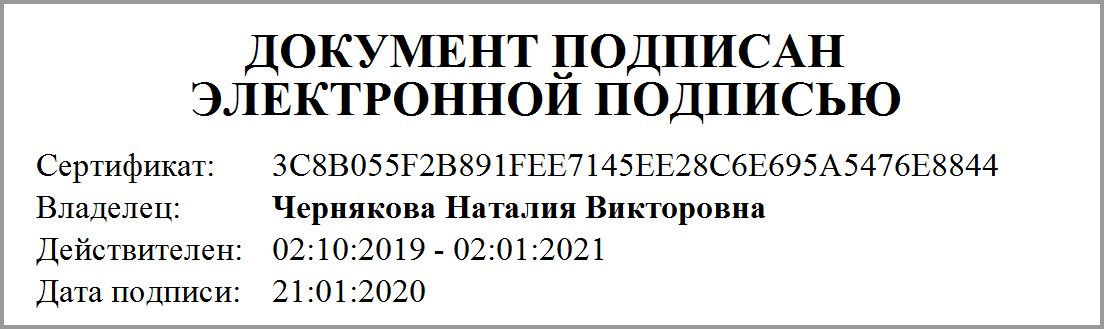 ДОКУМЕНТ ПОДПИСАН
ЭЛЕКТРОННОЙ ПОДПИСЬЮ
Сертификат: 3C8B055F2B891FEE7145EE28C6E695A5476E8844
Владелец: Чернякова Наталия Викторовна
Действителен: 02:10:2019 - 02:01:2021
Дата подписи: 21:01:2020